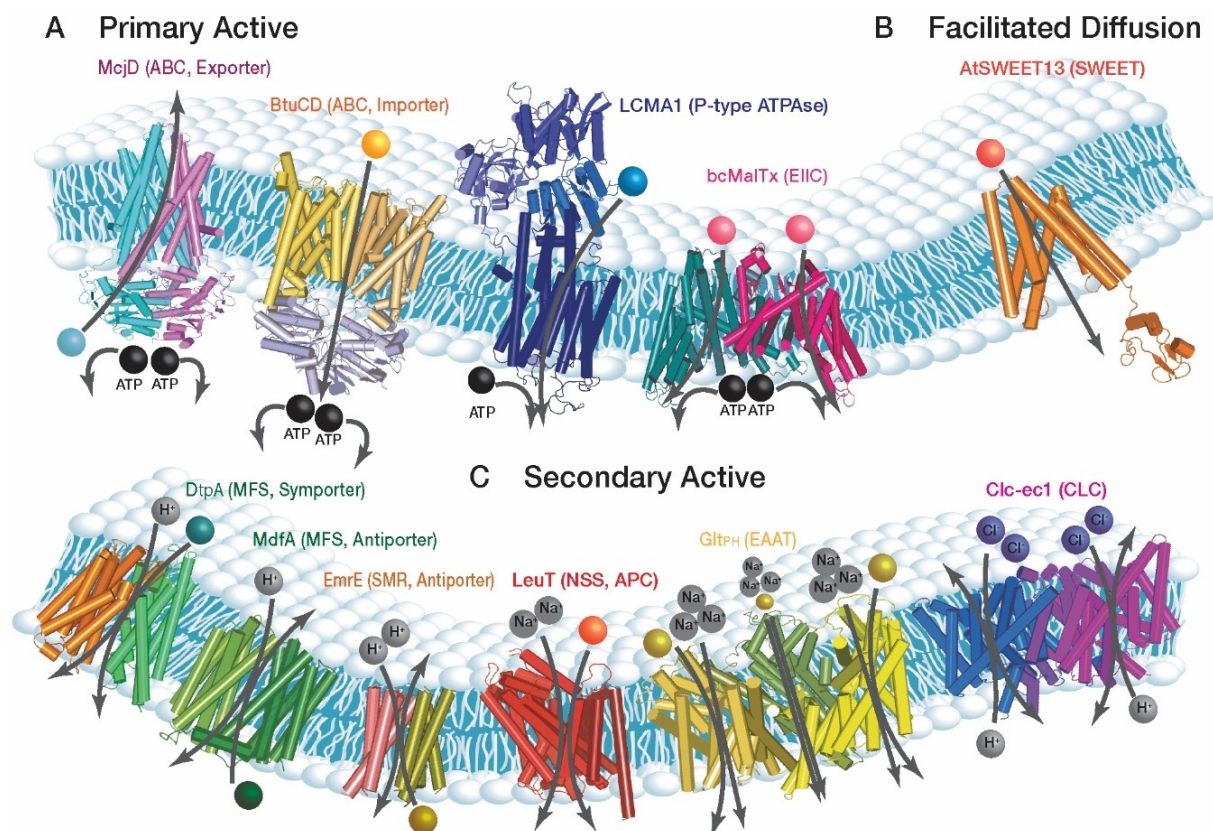 A Primary Active
B Facilitated Diffusion
McjD (ABC, Exporter)
BtuCD (ABC, Importer)
LCMA1 (P-type ATPAse)
bcMalTx (EIIC)
AtSWEET13 (SWEET)
ATP ATP
ATP
ATP
ATP
ATP ATP
C Secondary Active
DtpA (MFS, Symporter)
MdfA (MFS, Antiporter)
EmrE (SMR, Antiporter)
LeuT (NSS, APC)
GltPH (EAAT)
Clc-ec1 (CLC)
H⁺
H⁺
H⁺
H⁺
Na⁺
Na⁺
Na⁺
Na⁺
Na⁺
Na⁺
Na⁺
Na⁺
Na⁺
Na⁺
Na⁺
Cl⁻
Cl⁻
Cl⁻
Cl⁻
H⁺
H⁺